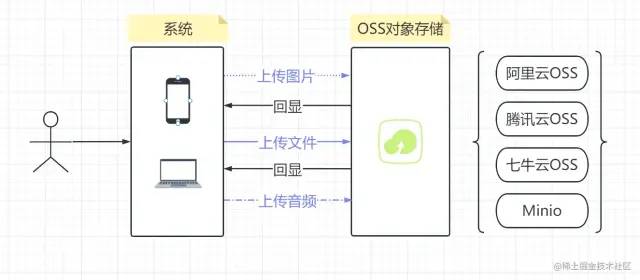 系统
OSS对象存储
上传图片
回显
上传文件
回显
上传音频
阿里云OSS
腾讯云OSS
七牛云OSS
Minio
@稀土掘金技术社区